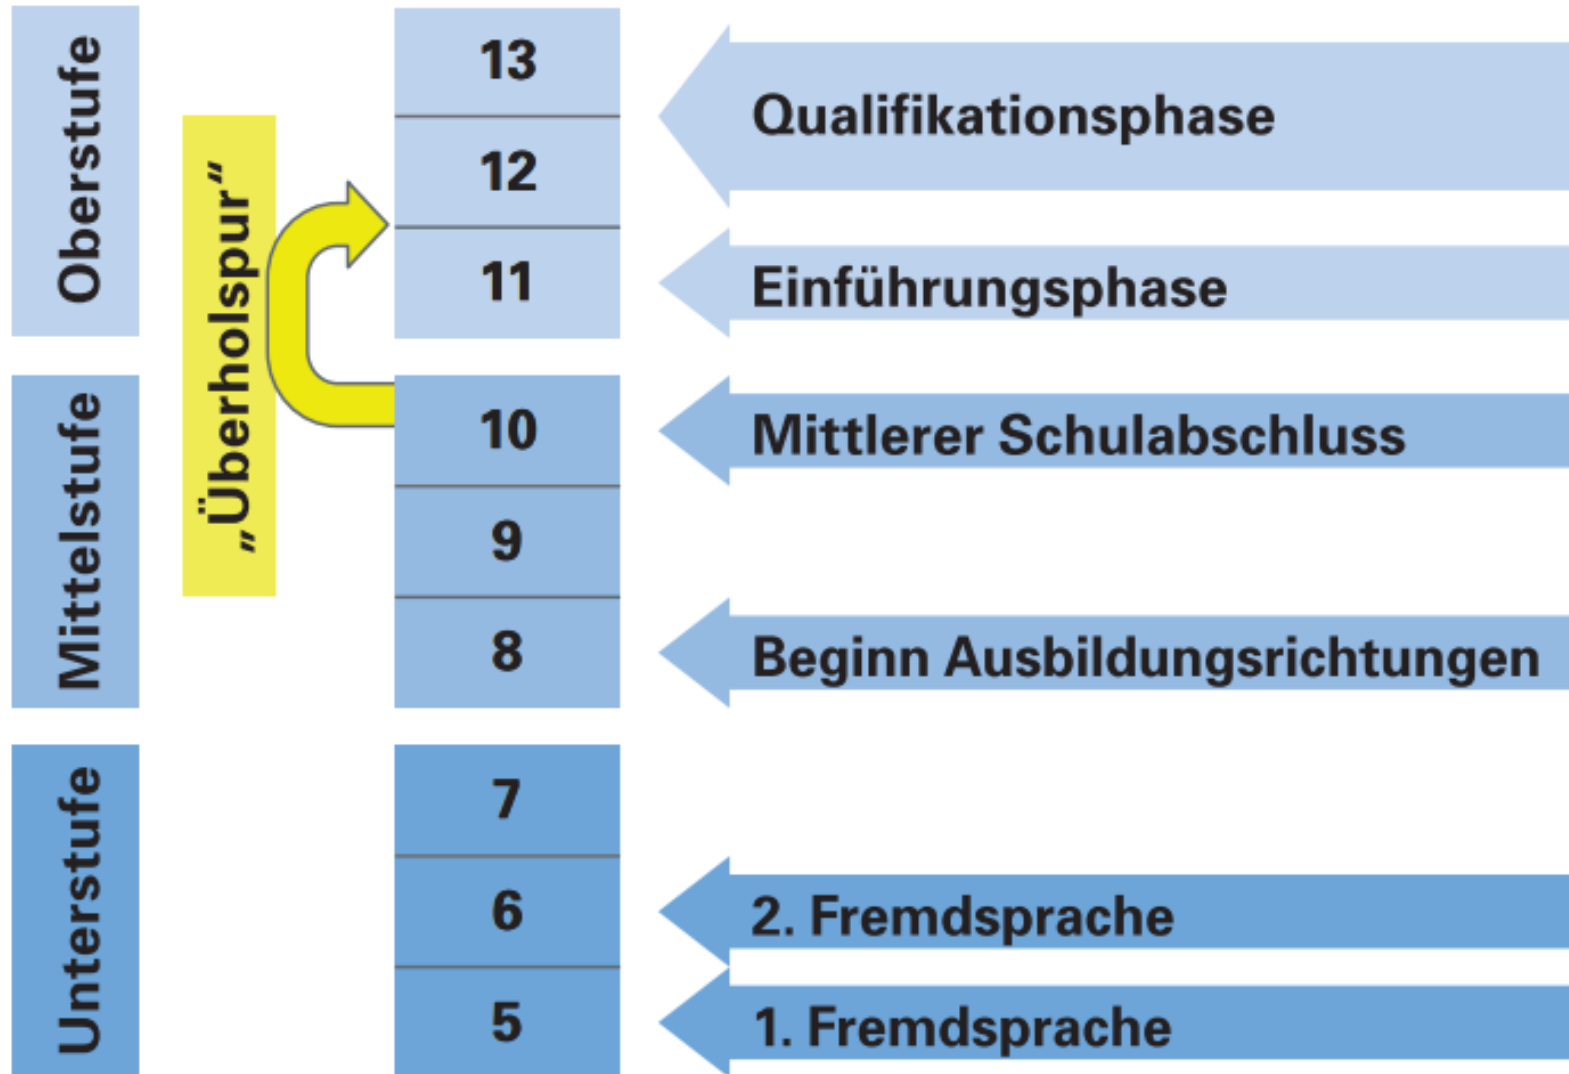 Oberstufe
13
Qualifikationsphase
12
11
Einführungsphase
„Überholspur“
Mittelstufe
10
Mittlerer Schulabschluss
9
8
Beginn Ausbildungsrichtungen
Unterstufe
7
6
2. Fremdsprache
5
1. Fremdsprache